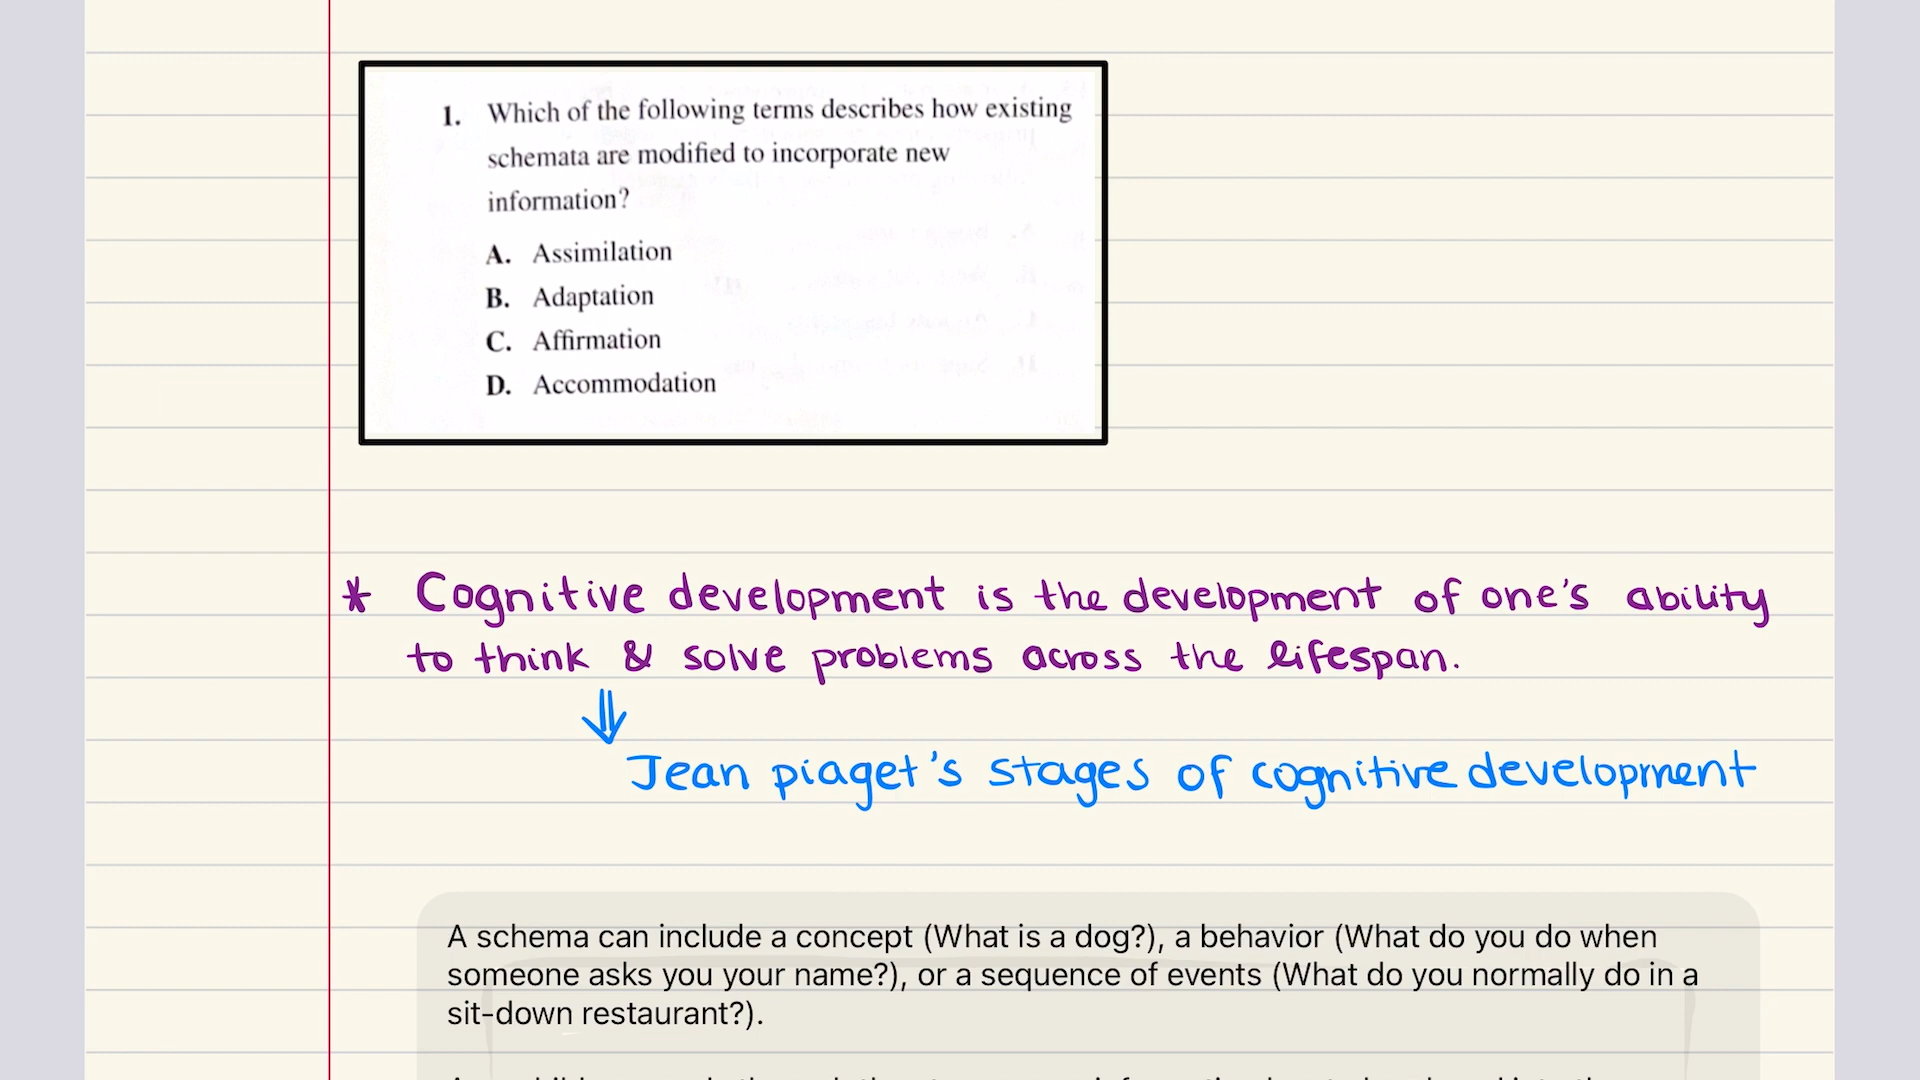 1. Which of the following terms describes how existing
schemata are modified to incorporate new
information?
A. Assimilation
B. Adaptation
C. Affirmation
D. Accommodation
* Cognitive development is the development of one's ability
to think & solve problems across the lifespan.
⇓
Jean piaget's stages of cognitive development
A schema can include a concept (What is a dog?), a behavior (What do you do when
someone asks you your name?), or a sequence of events (What do you normally do in a
sit-down restaurant?).